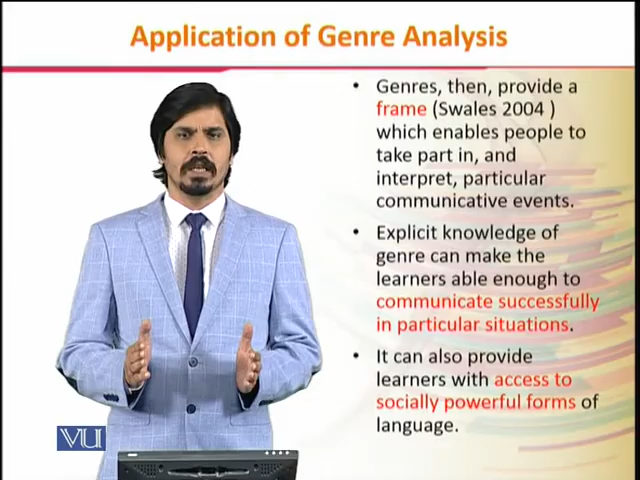 Application of Genre Analysis
• Genres, then, provide a
frame (Swales 2004 )
which enables people to
take part in, and
interpret, particular
communicative events.
• Explicit knowledge of
genre can make the
learners able enough to
communicate successfully
in particular situations.
• It can also provide
learners with access to
socially powerful forms of
language.
VU